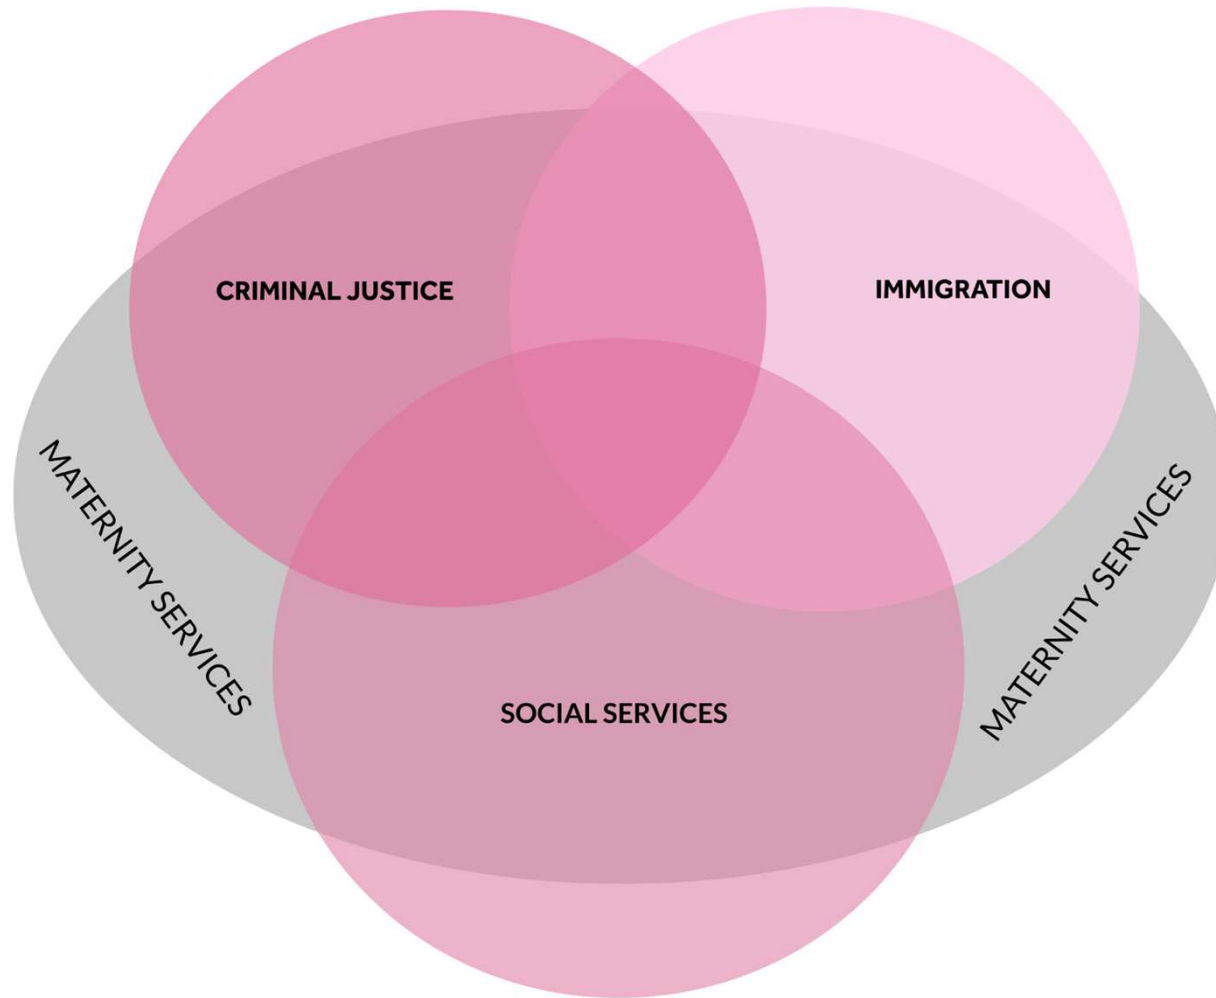 CRIMINAL JUSTICE
IMMIGRATION
MATERNITY SERVICES
MATERNITY SERVICES
SOCIAL SERVICES